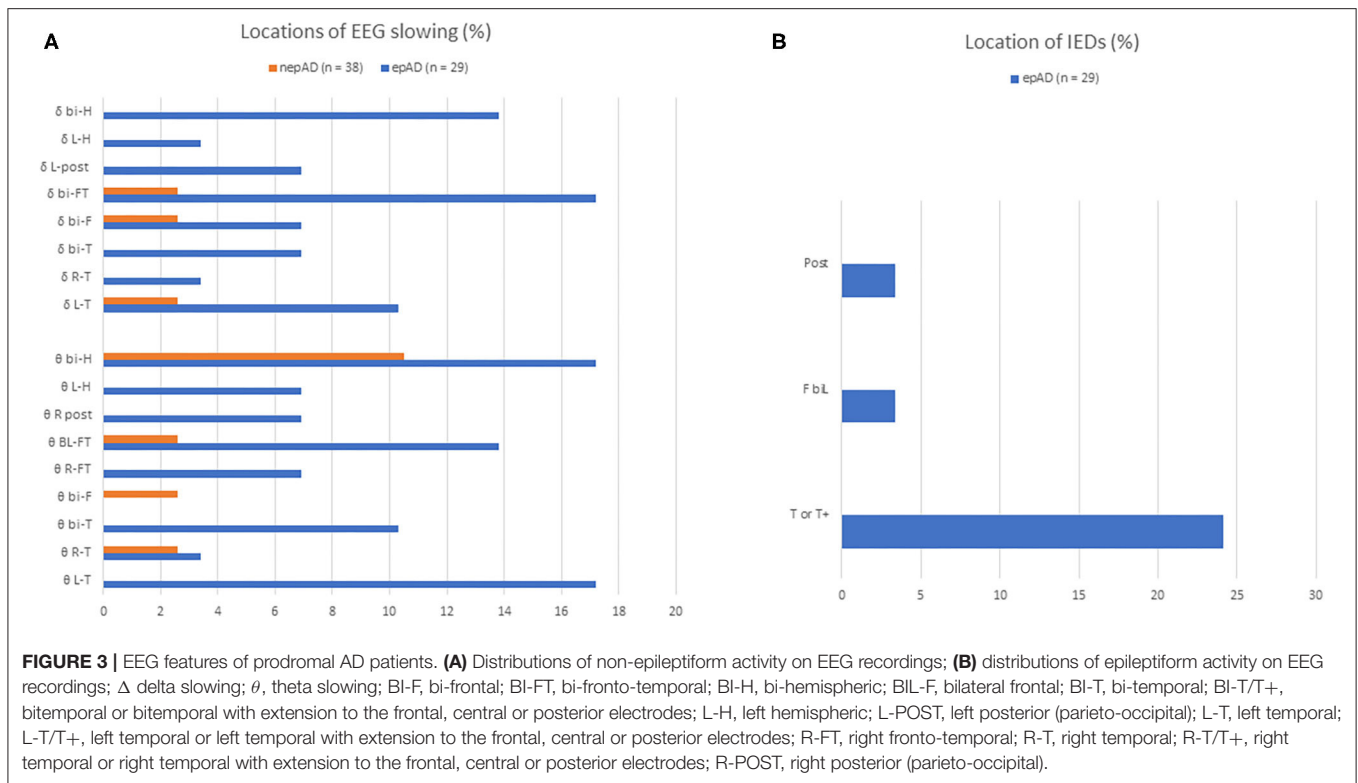 A
Locations of EEG slowing (%)
nepAD (n = 38) epAD (n = 29)
δ bi-H
δ L-H
δ L-post
δ bi-FT
δ bi-F
δ bi-T
δ R-T
δ L-T
θ bi-H
θ L-H
θ R post
θ BL-FT
θ R-FT
θ bi-F
θ bi-T
θ R-T
θ L-T
0 2 4 6 8 10 12 14 16 18 20
B
Location of IEDs (%)
epAD (n = 29)
Post
F biL
T or T+
0 5 10 15 20 25 30
FIGURE 3 | EEG features of prodromal AD patients. (A) Distributions of non-epileptiform activity on EEG recordings; (B) distributions of epileptiform activity on EEG
recordings; Δ delta slowing; θ, theta slowing; BI-F, bi-frontal; BI-FT, bi-fronto-temporal; BI-H, bi-hemispheric; BIL-F, bilateral frontal; BI-T, bi-temporal; BI-T/T+,
bitemporal or bitemporal with extension to the frontal, central or posterior electrodes; L-H, left hemispheric; L-POST, left posterior (parieto-occipital); L-T, left temporal;
L-T/T+, left temporal or left temporal with extension to the frontal, central or posterior electrodes; R-FT, right fronto-temporal; R-T, right temporal; R-T/T+, right
temporal or right temporal with extension to the frontal, central or posterior electrodes; R-POST, right posterior (parieto-occipital).